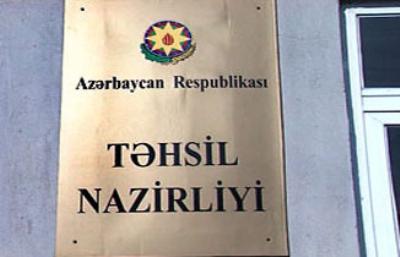 Azərbaycan Respublikası
TƏHSİL
NAZİRLİYİ